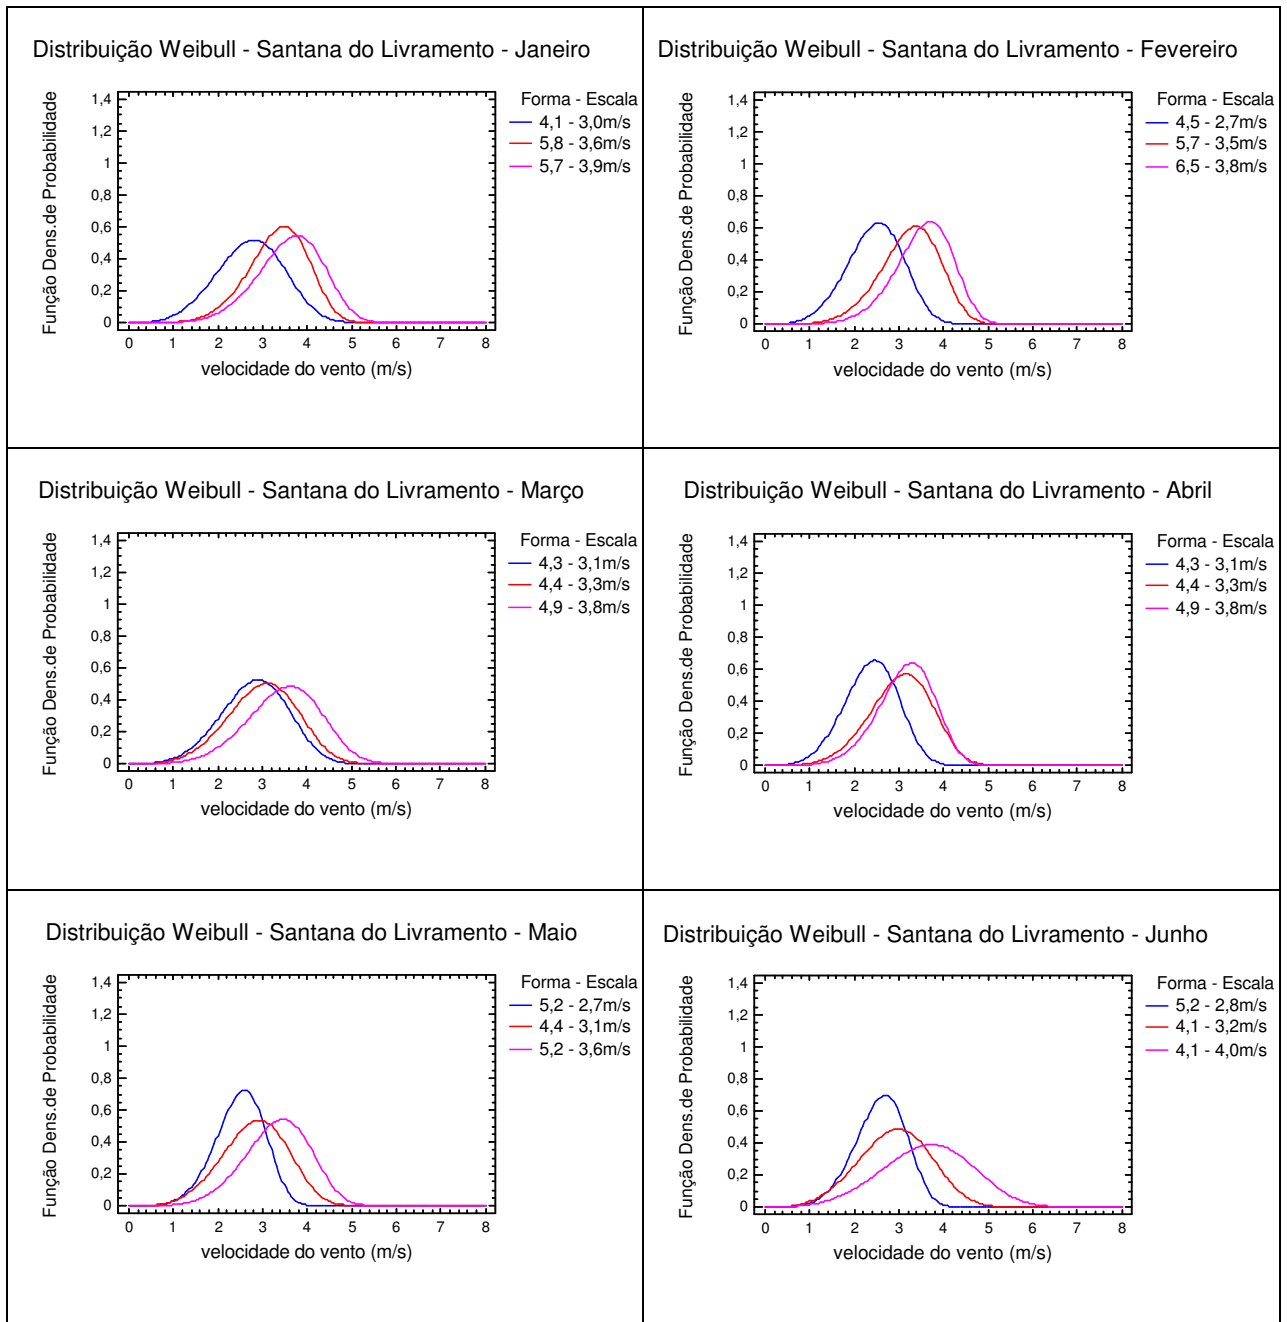 Distribuição Weibull - Santana do Livramento - Janeiro
Função Dens.de Probabilidade
1,4
1,2
1
0,8
0,6
0,4
0,2
0
0 1 2 3 4 5 6 7 8
velocidade do vento (m/s)
Forma - Escala
4,1 - 3,0m/s
5,8 - 3,6m/s
5,7 - 3,9m/s
Distribuição Weibull - Santana do Livramento - Fevereiro
Função Dens.de Probabilidade
1,4
1,2
1
0,8
0,6
0,4
0,2
0
0 1 2 3 4 5 6 7 8
velocidade do vento (m/s)
Forma - Escala
4,5 - 2,7m/s
5,7 - 3,5m/s
6,5 - 3,8m/s
Distribuição Weibull - Santana do Livramento - Março
Função Dens.de Probabilidade
1,4
1,2
1
0,8
0,6
0,4
0,2
0
0 1 2 3 4 5 6 7 8
velocidade do vento (m/s)
Forma - Escala
4,3 - 3,1m/s
4,4 - 3,3m/s
4,9 - 3,8m/s
Distribuição Weibull - Santana do Livramento - Abril
Função Dens.de Probabilidade
1,4
1,2
1
0,8
0,6
0,4
0,2
0
0 1 2 3 4 5 6 7 8
velocidade do vento (m/s)
Forma - Escala
4,3 - 3,1m/s
4,4 - 3,3m/s
4,9 - 3,8m/s
Distribuição Weibull - Santana do Livramento - Maio
Função Dens.de Probabilidade
1,4
1,2
1
0,8
0,6
0,4
0,2
0
0 1 2 3 4 5 6 7 8
velocidade do vento (m/s)
Forma - Escala
5,2 - 2,7m/s
4,4 - 3,1m/s
5,2 - 3,6m/s
Distribuição Weibull - Santana do Livramento - Junho
Função Dens.de Probabilidade
1,4
1,2
1
0,8
0,6
0,4
0,2
0
0 1 2 3 4 5 6 7 8
velocidade do vento (m/s)
Forma - Escala
5,2 - 2,8m/s
4,1 - 3,2m/s
4,1 - 4,0m/s